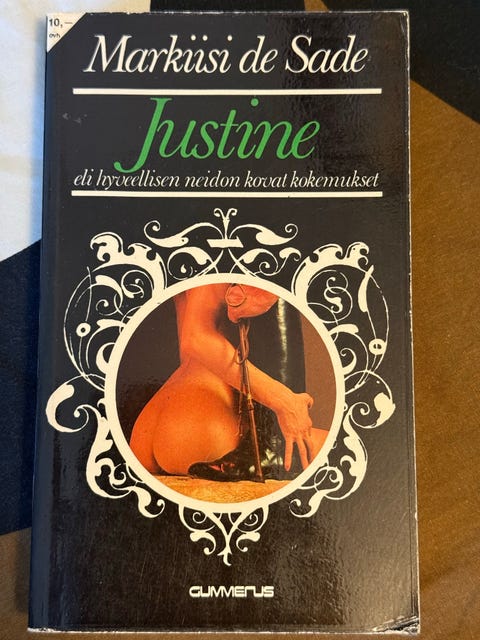 10,—
ovh
Markiisi de Sade
Justine
eli hyveellisen neidon kovat kokemukset
GUMMERUS